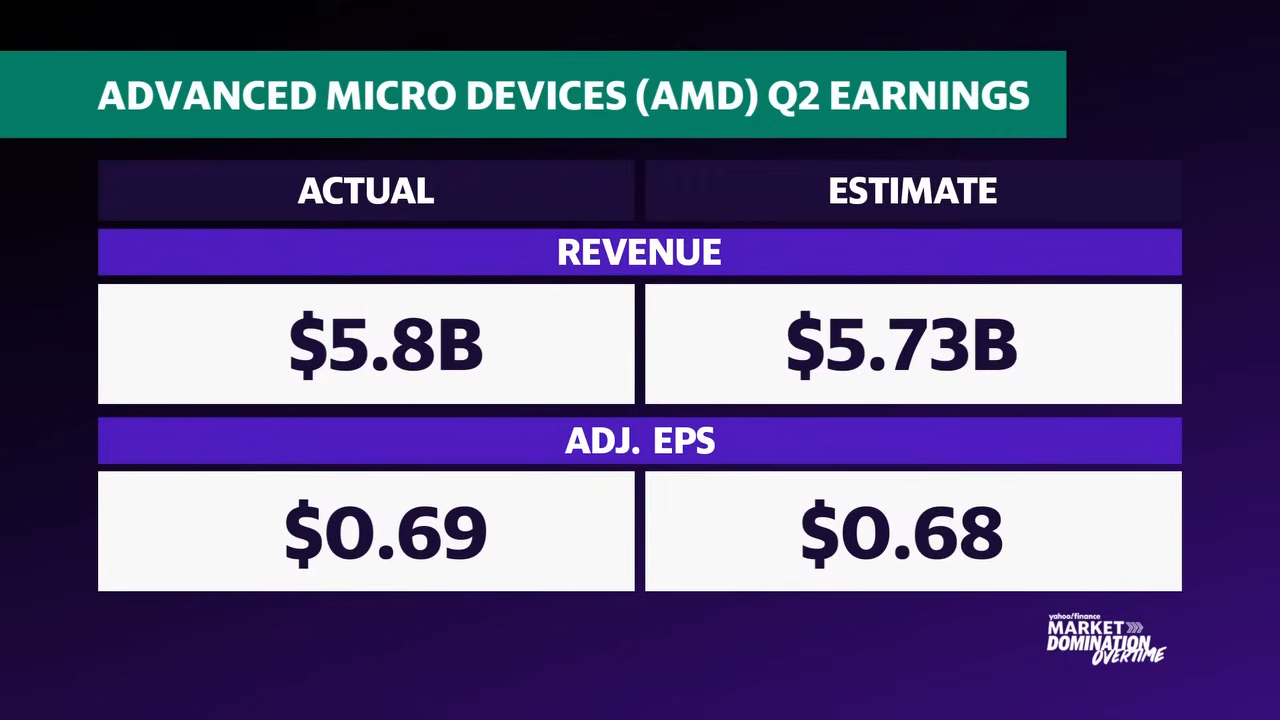 ADVANCED MICRO DEVICES (AMD) Q2 EARNINGS
ACTUAL ESTIMATE
REVENUE
$5.8B $5.73B
ADJ. EPS
$0.69 $0.68
yahoo!finance
MARKET
DOMINATION
OVERTIME